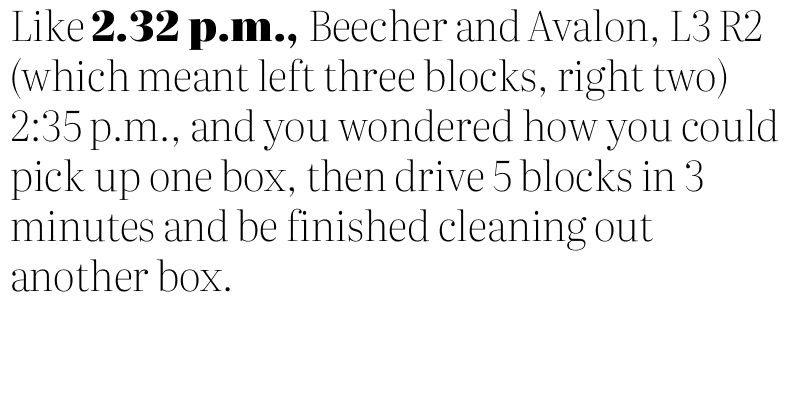 Like 2.32 p.m., Beecher and Avalon, L3 R2
(which meant left three blocks, right two)
2:35 p.m., and you wondered how you could
pick up one box, then drive 5 blocks in 3
minutes and be finished cleaning out
another box.